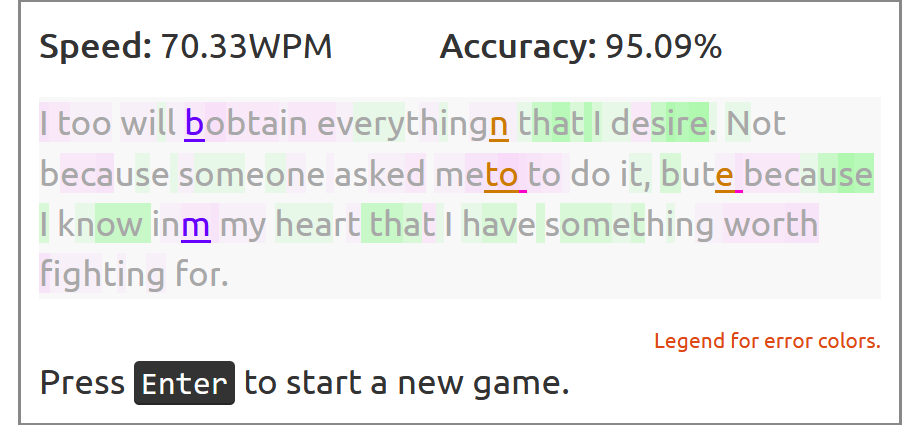 Speed: 70.33WPM Accuracy: 95.09%
I too will bobtain everythingn that I desire. Not
because someone asked meto to do it, bute because
I know inm my heart that I have something worth
fighting for.
Legend for error colors.
Press Enter to start a new game.